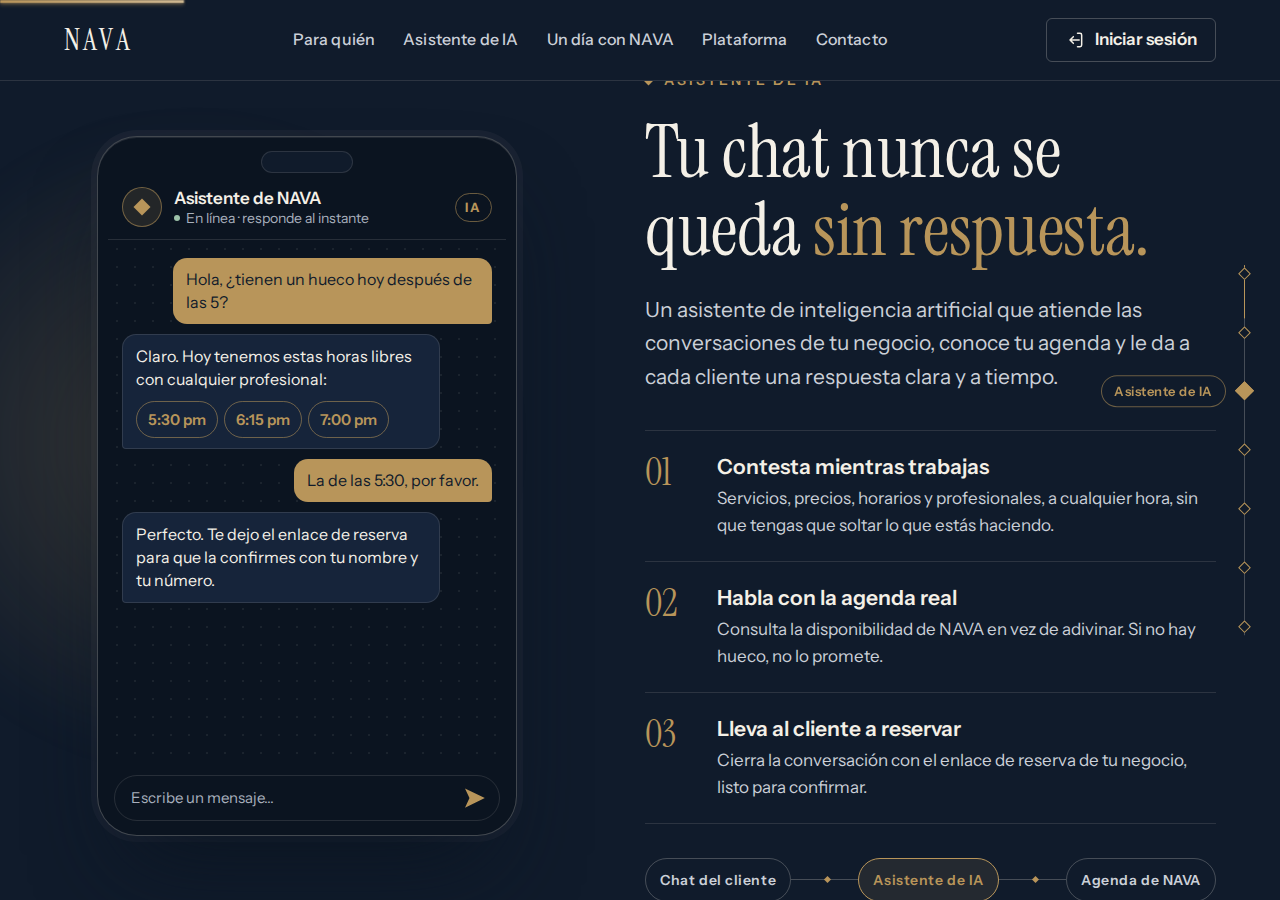 NAVA
Para quién
Asistente de IA
Un día con NAVA
Plataforma
Contacto
Iniciar sesión
Asistente de NAVA
En línea · responde al instante
IA
Hola, ¿tienen un hueco hoy después de
las 5?
Claro. Hoy tenemos estas horas libres
con cualquier profesional:
5:30 pm
6:15 pm
7:00 pm
La de las 5:30, por favor.
Perfecto. Te dejo el enlace de reserva
para que la confirmes con tu nombre y
tu número.
Escribe un mensaje...
ASISTENTE DE IA
Tu chat nunca se
queda sin respuesta.
Un asistente de inteligencia artificial que atiende las
conversaciones de tu negocio, conoce tu agenda y le da a
cada cliente una respuesta clara y a tiempo.
Asistente de IA
01
Contesta mientras trabajas
Servicios, precios, horarios y profesionales, a cualquier hora, sin
que tengas que soltar lo que estás haciendo.
02
Habla con la agenda real
Consulta la disponibilidad de NAVA en vez de adivinar. Si no hay
hueco, no lo promete.
03
Lleva al cliente a reservar
Cierra la conversación con el enlace de reserva de tu negocio,
listo para confirmar.
Chat del cliente
Asistente de IA
Agenda de NAVA